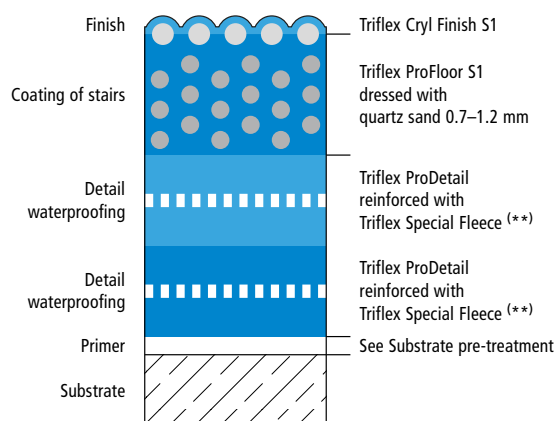 Finish
Triflex Cryl Finish S1
Coating of stairs
Triflex ProFloor S1
dressed with
quartz sand 0.7–1.2 mm
Detail
waterproofing
Triflex ProDetail
reinforced with
Triflex Special Fleece (**)
Detail
waterproofing
Triflex ProDetail
reinforced with
Triflex Special Fleece (**)
Primer
See Substrate pre-treatment
Substrate